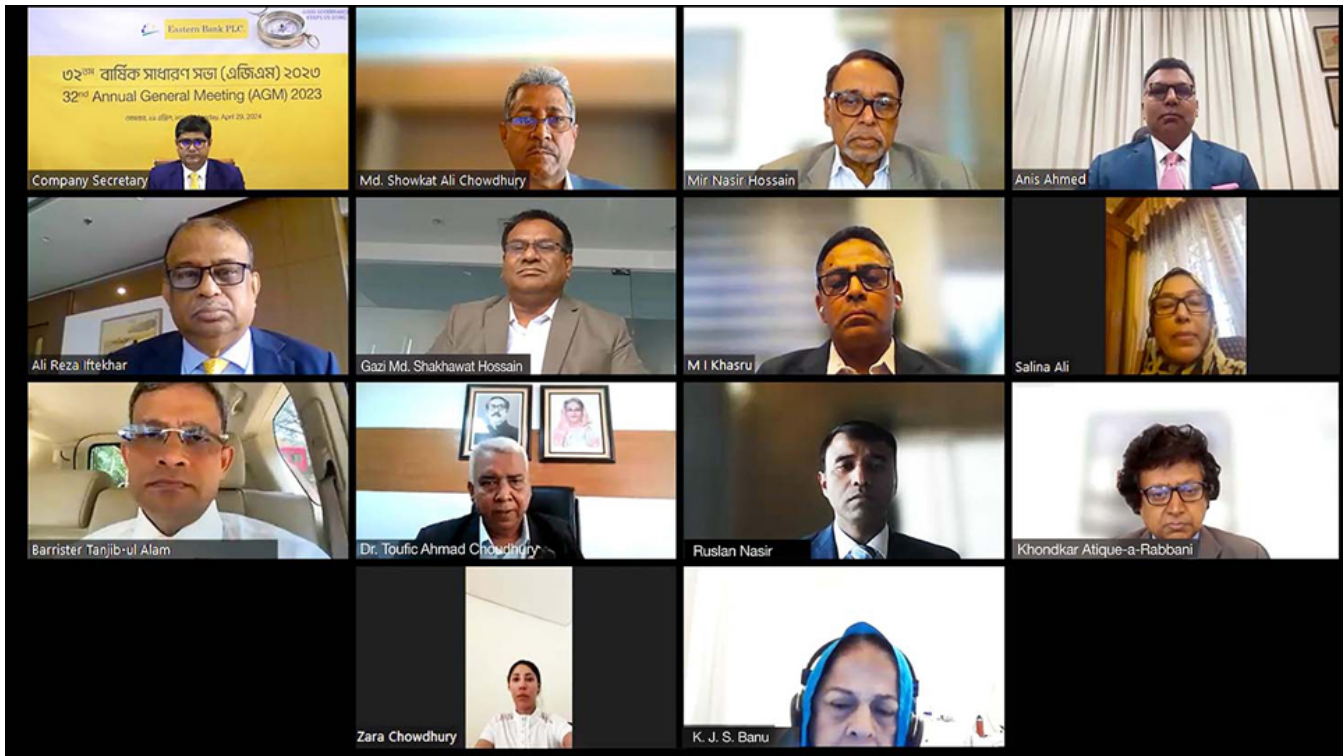 GOOD GOVERNANCE
Eastern Bank PLC.
৩২তম বার্ষিক সাধারণ সভা (এজিএম) ২০২৩
32nd Annual General Meeting (AGM) 2023
April 29, 2024
Company Secretary
Md. Showkat Ali Chowdhury
Mir Nasir Hossain
Anis Ahmed
Ali Reza Iftekhar
Gazi Md. Shakhawat Hossain
M I Khasru
Salina Ali
Barrister Tanjib-ul Alam
Dr. Toufic Ahmad Choudhury
Ruslan Nasir
Khondkar Atique-a-Rabbani
Zara Chowdhury
K. J. S. Banu